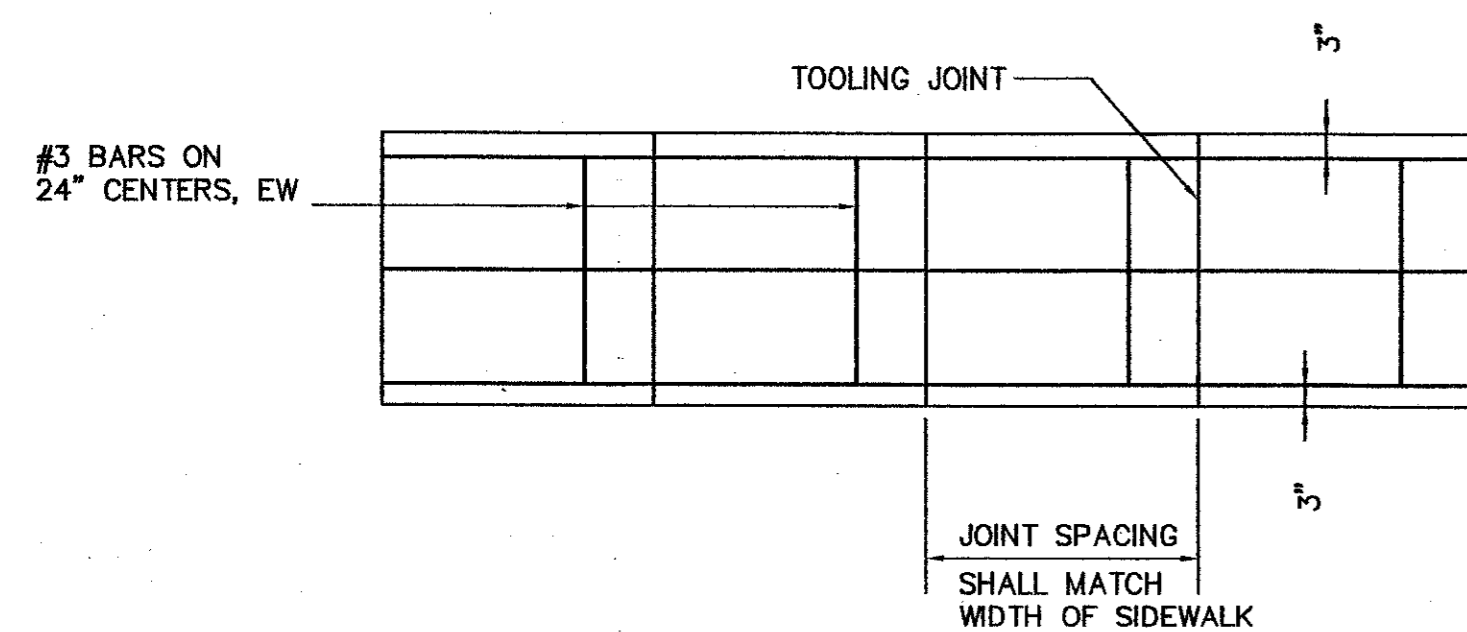 3"
TOOLING JOINT
#3 BARS ON
24" CENTERS, EW
3"
JOINT SPACING
SHALL MATCH
WIDTH OF SIDEWALK